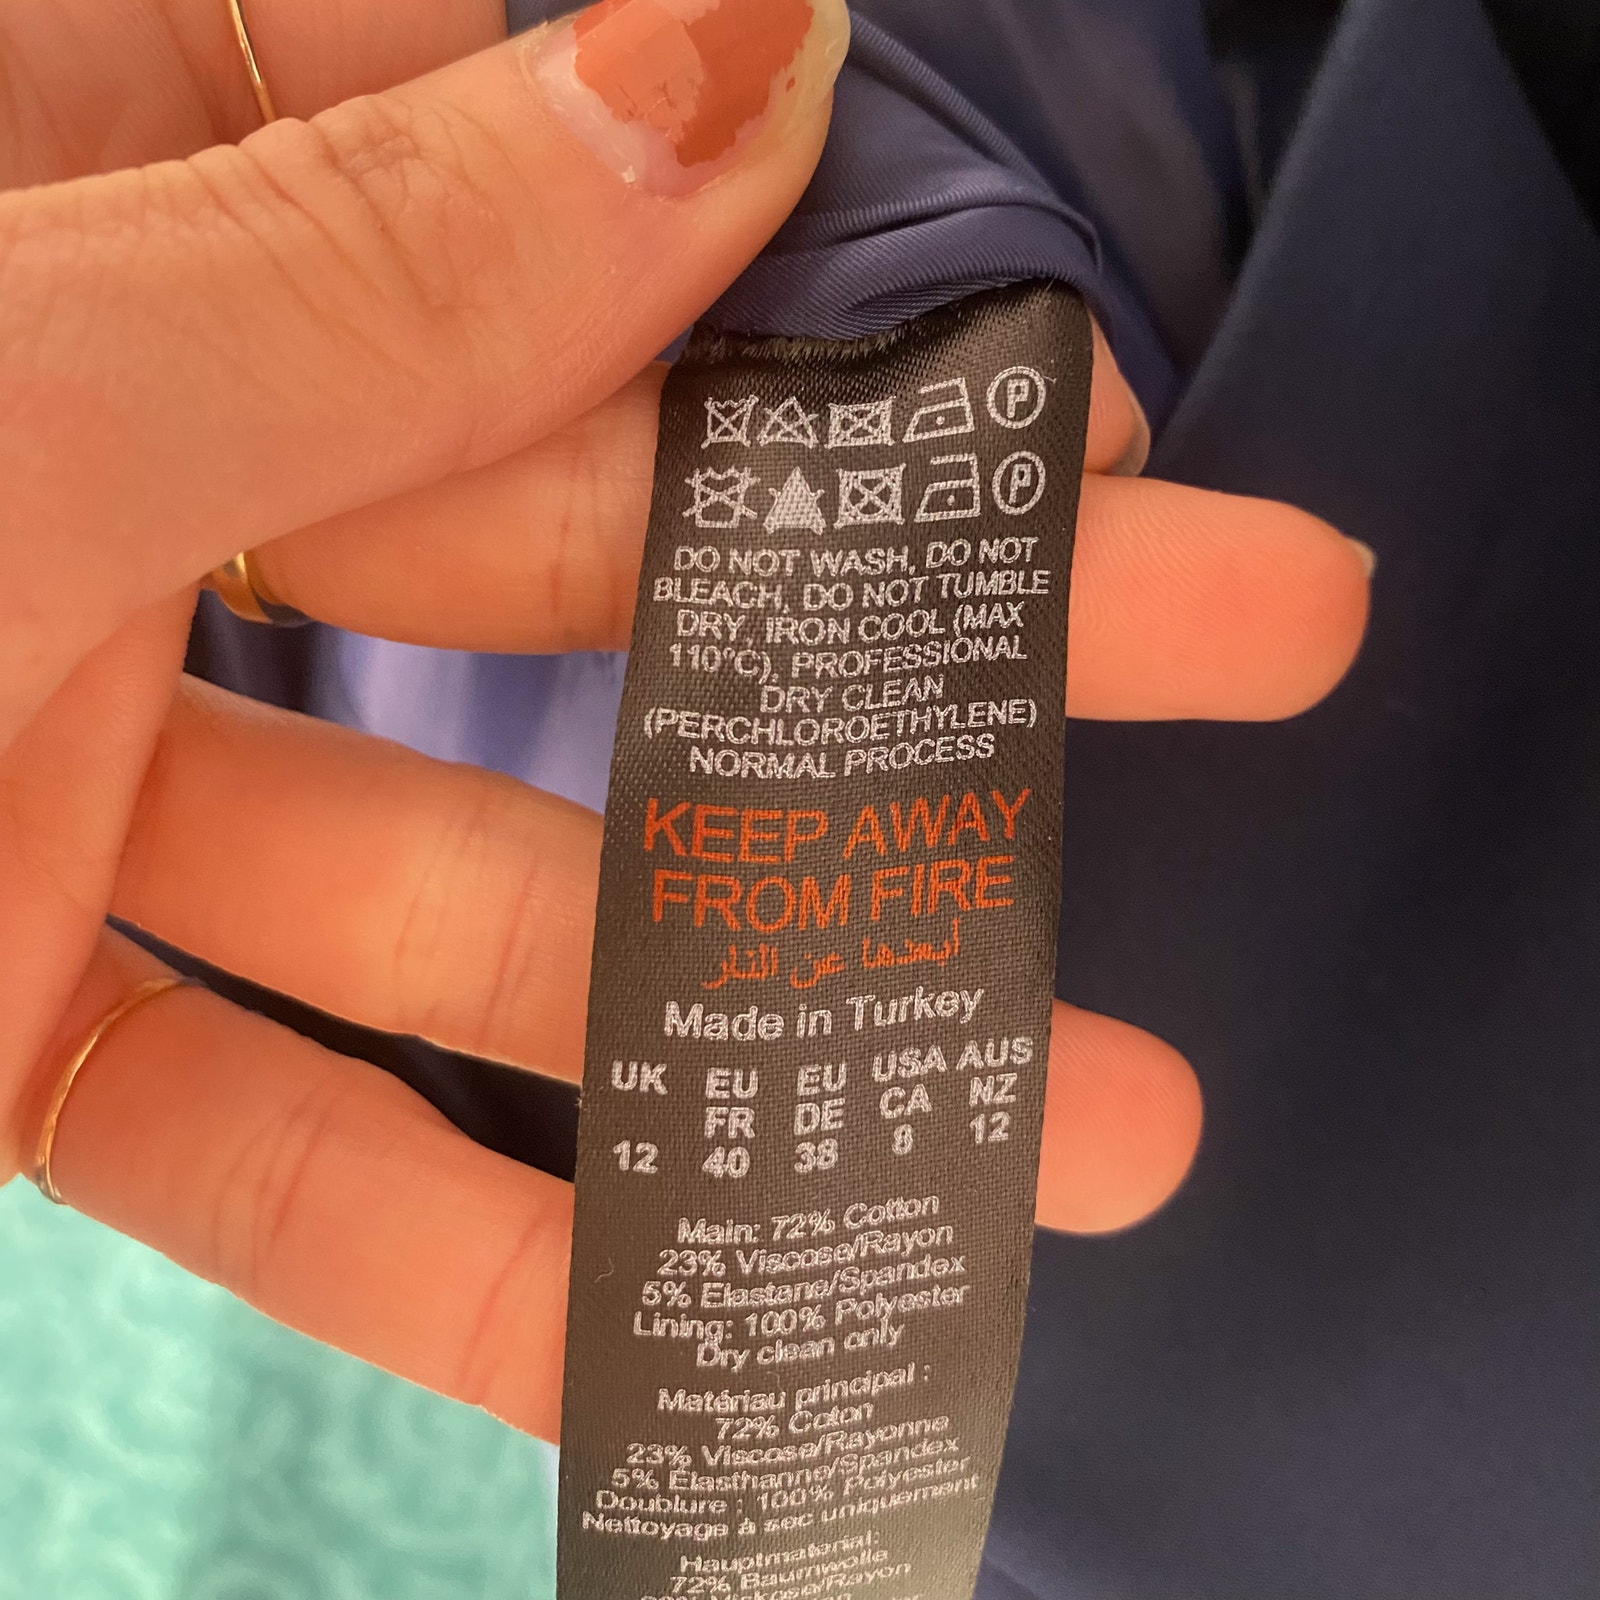 P
P
DO NOT WASH, DO NOT
BLEACH, DO NOT TUMBLE
DRY, IRON COOL (MAX
110°C), PROFESSIONAL
DRY CLEAN
(PERCHLOROETHYLENE)
NORMAL PROCESS
KEEP AWAY
FROM FIRE
أبعدها عن النار
Made in Turkey
UK EU EU USA AUS
FR DE CA NZ
12 40 38 8 12
Main: 72% Cotton
23% Viscose/Rayon
5% Elastane/Spandex
Lining: 100% Polyester
Dry clean only
Matériau principal :
72% Coton
23% Viscose/Rayonne
5% Élasthanne/Spandex
Doublure : 100% Polyester
Nettoyage à sec uniquement
Hauptmaterial:
72% Baumwolle
Viskose/Rayon